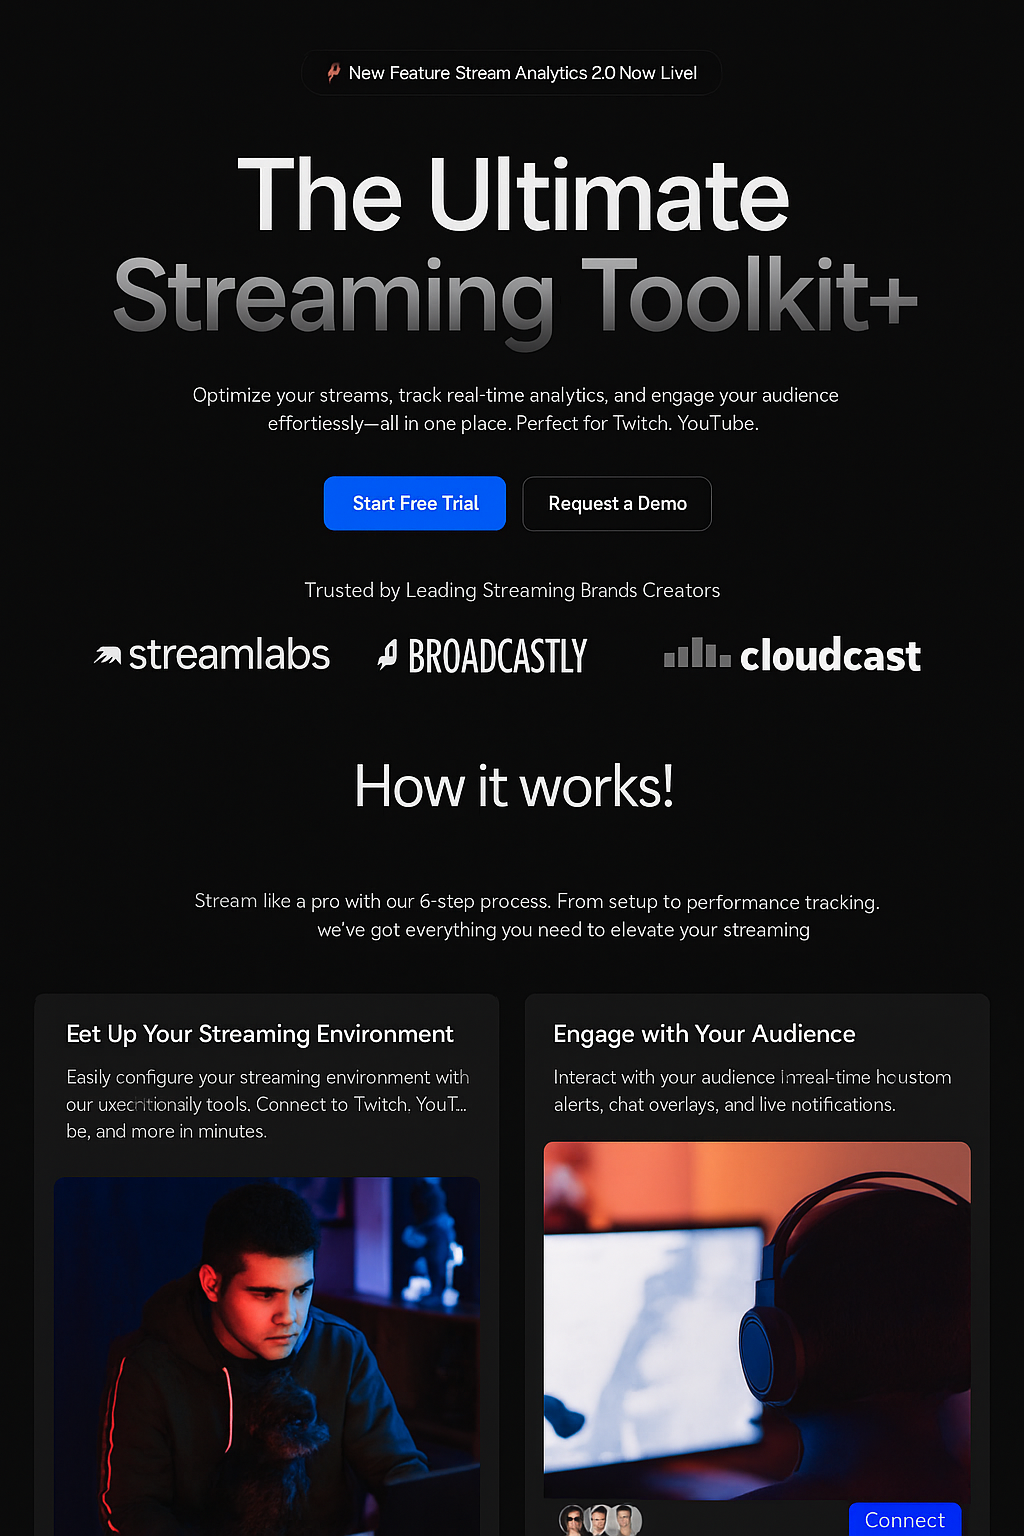 New Feature Stream Analytics 2.0 Now Live!
The Ultimate
Streaming Toolkit+
Optimize your streams, track real-time analytics, and engage your audience
effortiessly—all in one place. Perfect for Twitch. YouTube.
Start Free Trial
Request a Demo
Trusted by Leading Streaming Brands Creators
streamlabs
BROADCASTLY
cloudcast
How it works!
Stream like a pro with our 6-step process. From setup to performance tracking.
we've got everything you need to elevate your streaming
Eet Up Your Streaming Environment
Easily configure your streaming environment with
our tools. Connect to Twitch. YouT...
be, and more in minutes.
Engage with Your Audience
Interact with your audience
alerts, chat overlays, and live notifications.
Connect